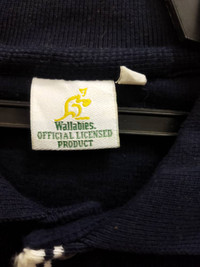 Wallabies.
OFFICIAL LICENSED
PRODUCT